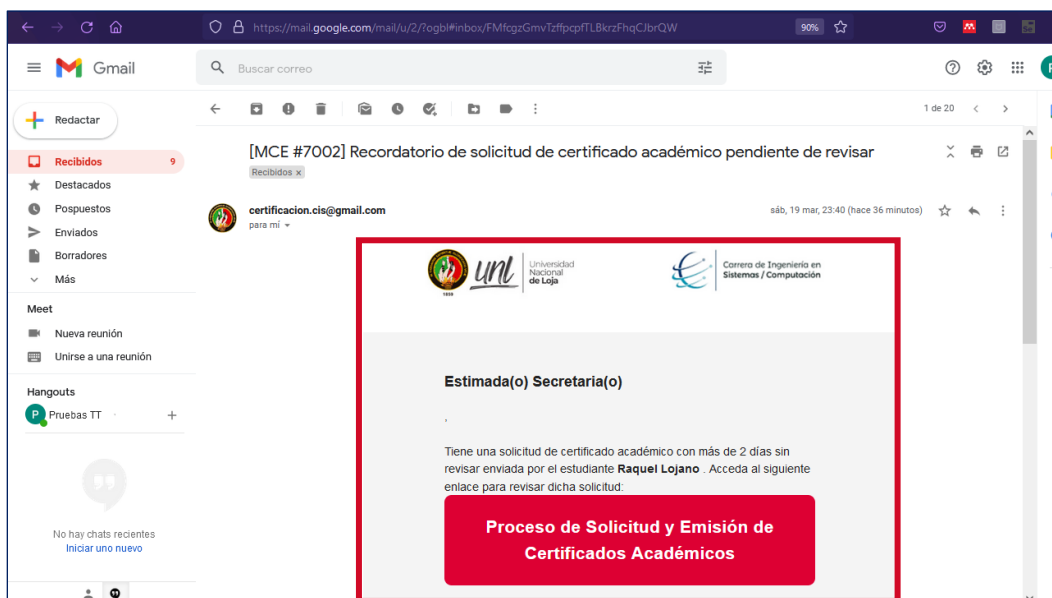 https://mail.google.com/mail/u/2/?ogbl#inbox/FMfcgzGmvTzffpcpfTLBkrzFhqCJbrQW
90%
Gmail
Buscar correo
Redactar
1 de 20
Recibidos 9
Destacados
Pospuestos
Enviados
Borradores
Más
Meet
Nueva reunión
Unirse a una reunión
Hangouts
P Pruebas TT
No hay chats recientes
Iniciar uno nuevo
[MCE #7002] Recordatorio de solicitud de certificado académico pendiente de revisar
Recibidos x
certificacion.cis@gmail.com
sáb, 19 mar, 23:40 (hace 36 minutos)
para mí
1859
unl
Universidad
Nacional
de Loja
Carrera de Ingeniería en
Sistemas / Computación
Estimada(o) Secretaria(o)
,
Tiene una solicitud de certificado académico con más de 2 días sin
revisar enviada por el estudiante Raquel Lojano . Acceda al siguiente
enlace para revisar dicha solicitud:
Proceso de Solicitud y Emisión de
Certificados Académicos